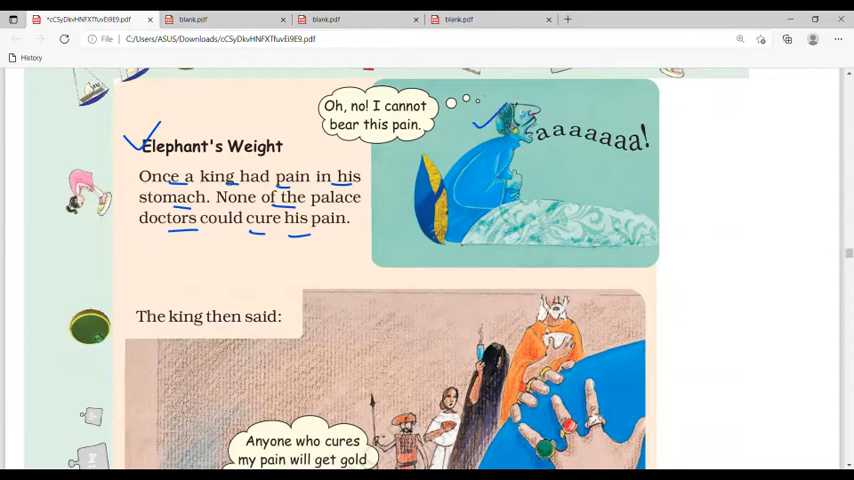 *cCSyDkvHNFXTfuvEi9E9.pdf
blank.pdf
blank.pdf
blank.pdf
File
C:/Users/ASUS/Downloads/cCSyDkvHNFXTfuvEi9E9.pdf
History
Oh, no! I cannot
bear this pain.
aaaaaaa!
Elephant's Weight
Once a king had pain in his
stomach. None of the palace
doctors could cure his pain.
The king then said:
Anyone who cures
my pain will get gold